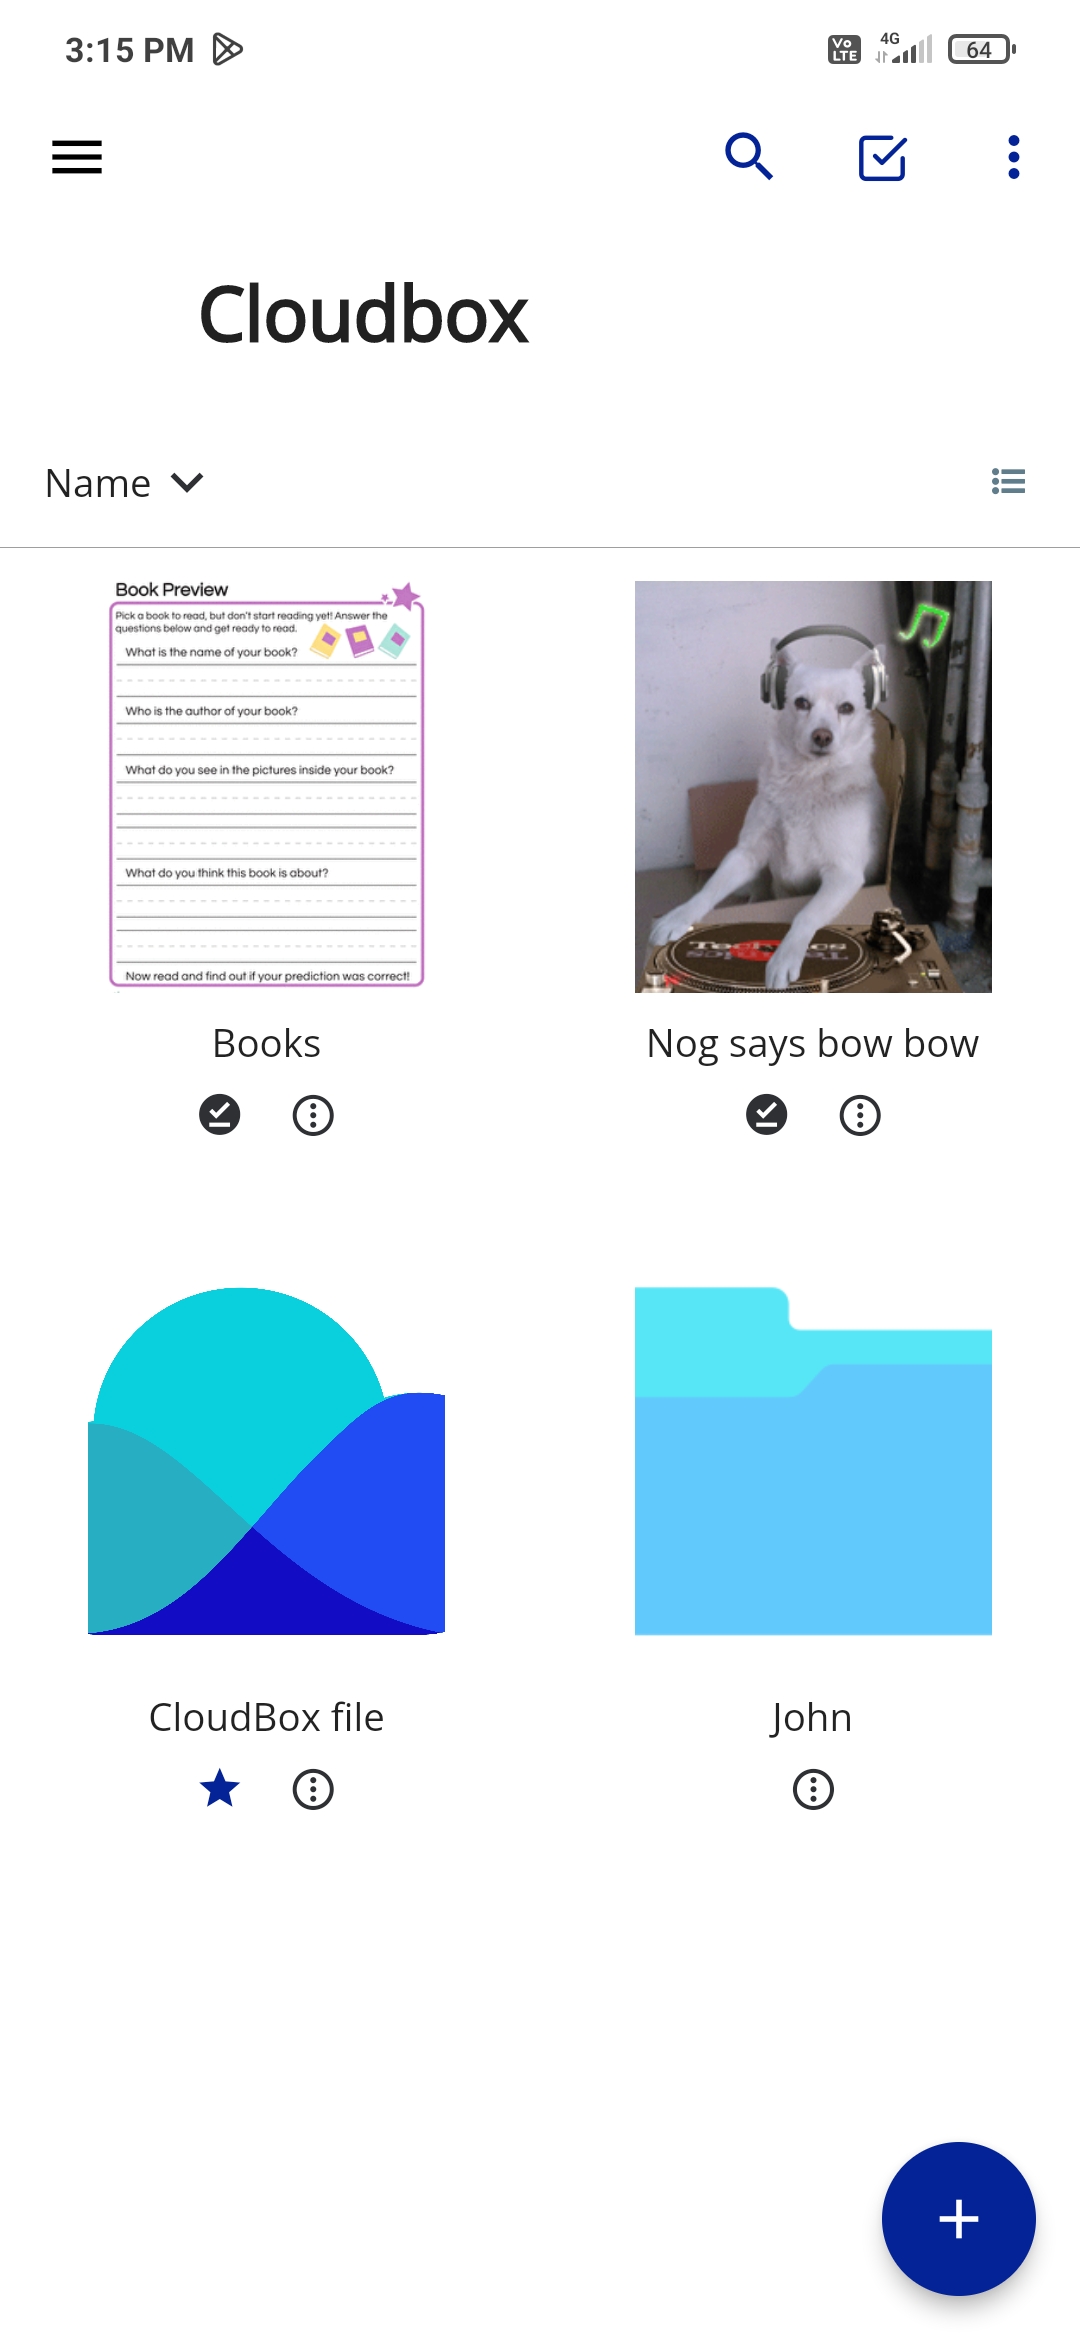 3:15 PM
Vo
LTE
4G
64
Cloudbox
Name
Book Preview
Pick a book to read, but don't start reading yet! Answer the
questions below and get ready to read.
What is the name of your book?
Who is the author of your book?
What do you see in the pictures inside your book?
What do you think this book is about?
Now read and find out if your prediction was correct!
Books
Nog says bow bow
CloudBox file
John